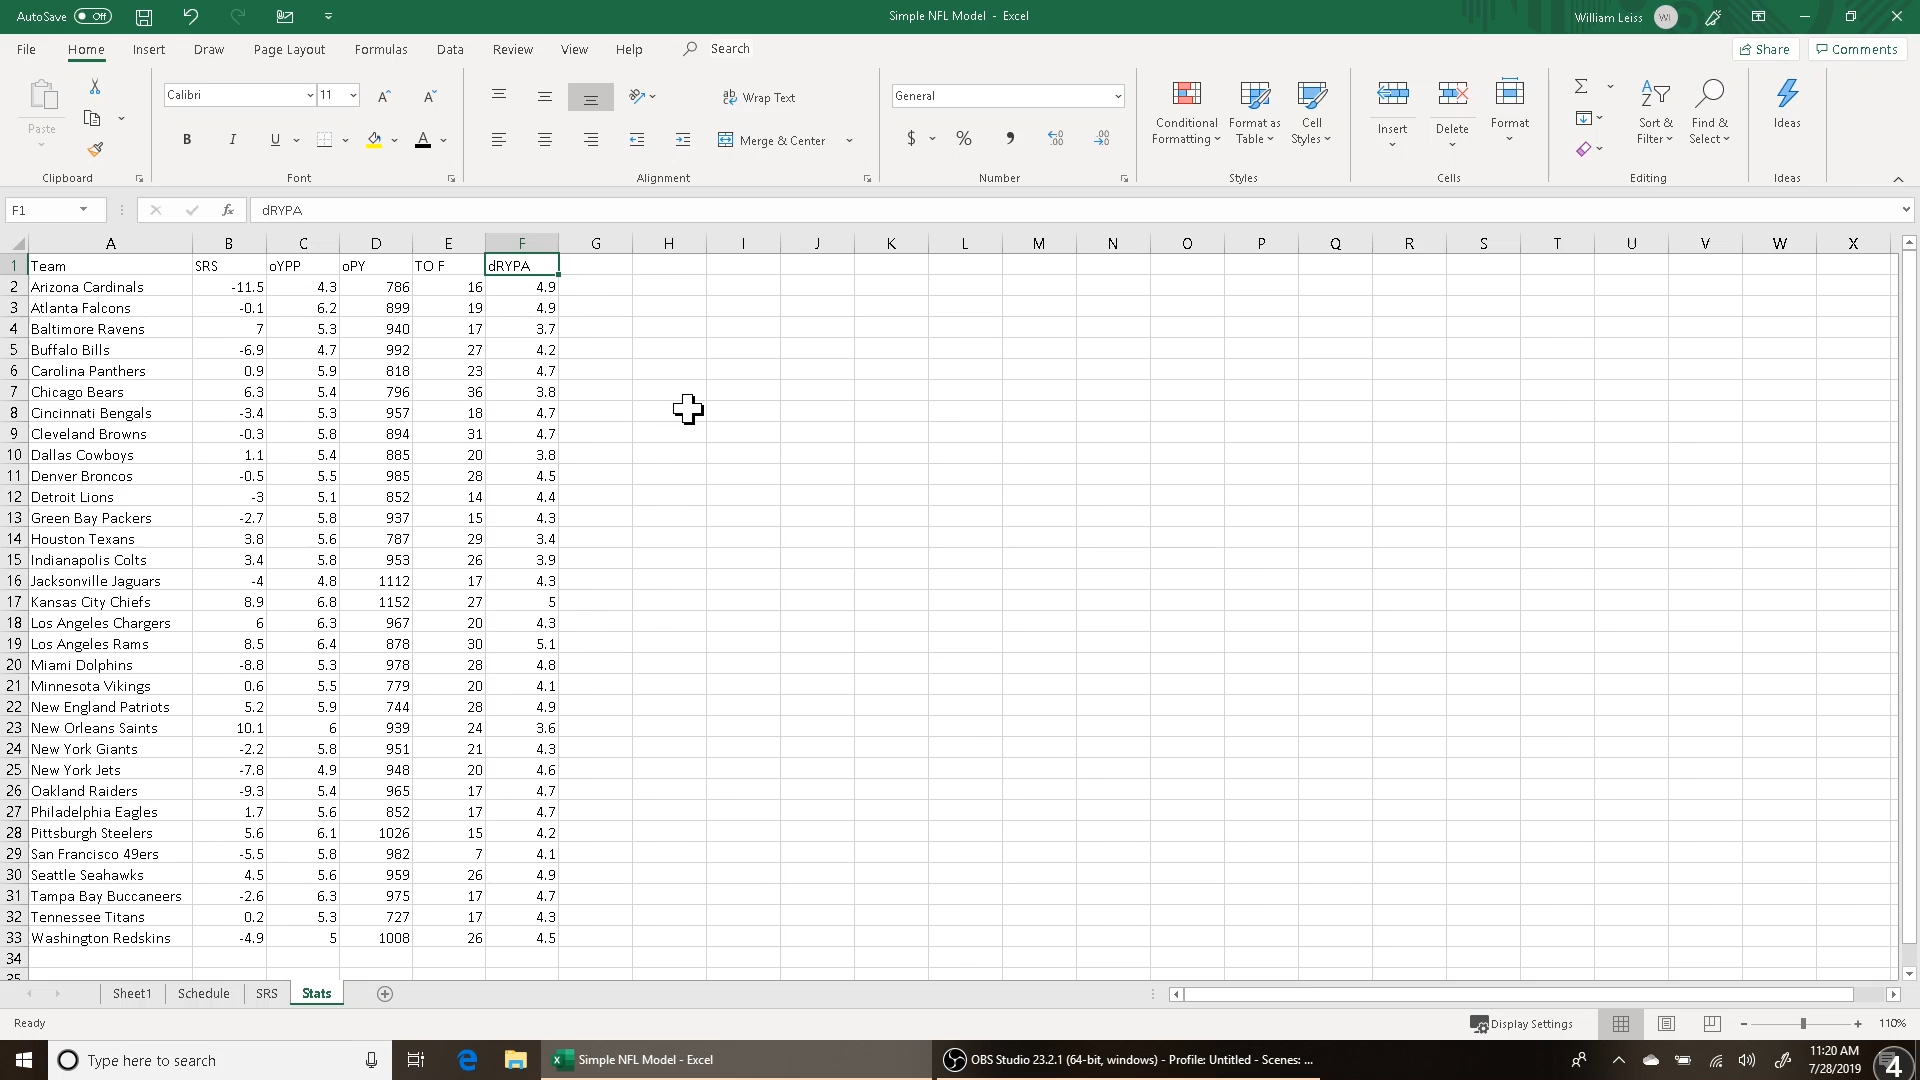 AutoSave Off
Simple NFL Model - Excel
William Leiss WI
File Home Insert Draw Page Layout Formulas Data Review View Help Search
Share Comments
Paste
Calibri 11
B I U
ab Wrap Text
Merge & Center
General
$ % , .00
Conditional Formatting
Format as Table
Cell Styles
Insert Delete Format
Sort & Filter
Find & Select
Ideas
Clipboard Font Alignment Number Styles Cells Editing Ideas
F1 fx dRYPA
A B C D E F G H I J K L M N O P Q R S T U V W X
1 Team SRS oYPP oPY TO F dRYPA
2 Arizona Cardinals -11.5 4.3 786 16 4.9
3 Atlanta Falcons -0.1 6.2 899 19 4.9
4 Baltimore Ravens 7 5.3 940 17 3.7
5 Buffalo Bills -6.9 4.7 992 27 4.2
6 Carolina Panthers 0.9 5.9 818 23 4.7
7 Chicago Bears 6.3 5.4 796 36 3.8
8 Cincinnati Bengals -3.4 5.3 957 18 4.7
9 Cleveland Browns -0.3 5.8 894 31 4.7
10 Dallas Cowboys 1.1 5.4 885 20 3.8
11 Denver Broncos -0.5 5.5 985 28 4.5
12 Detroit Lions -3 5.1 852 14 4.4
13 Green Bay Packers -2.7 5.8 937 15 4.3
14 Houston Texans 3.8 5.6 787 29 3.4
15 Indianapolis Colts 3.4 5.8 953 26 3.9
16 Jacksonville Jaguars -4 4.8 1112 17 4.3
17 Kansas City Chiefs 8.9 6.8 1152 27 5
18 Los Angeles Chargers 6 6.3 967 20 4.3
19 Los Angeles Rams 8.5 6.4 878 30 5.1
20 Miami Dolphins -8.8 5.3 978 28 4.8
21 Minnesota Vikings 0.6 5.5 779 20 4.1
22 New England Patriots 5.2 5.9 744 28 4.9
23 New Orleans Saints 10.1 6 939 24 3.6
24 New York Giants -2.2 5.8 951 21 4.3
25 New York Jets -7.8 4.9 948 20 4.6
26 Oakland Raiders -9.3 5.4 965 17 4.7
27 Philadelphia Eagles 1.7 5.6 852 17 4.7
28 Pittsburgh Steelers 5.6 6.1 1026 15 4.2
29 San Francisco 49ers -5.5 5.8 982 7 4.1
30 Seattle Seahawks 4.5 5.6 959 26 4.9
31 Tampa Bay Buccaneers -2.6 6.3 975 17 4.7
32 Tennessee Titans 0.2 5.3 727 17 4.3
33 Washington Redskins -4.9 5 1008 26 4.5
34
35
Sheet1 Schedule SRS Stats
Ready
Display Settings
110%
Type here to search
Simple NFL Model - Excel
OBS Studio 23.2.1 (64-bit, windows) - Profile: Untitled - Scenes: ...
11:20 AM
7/28/2019
4